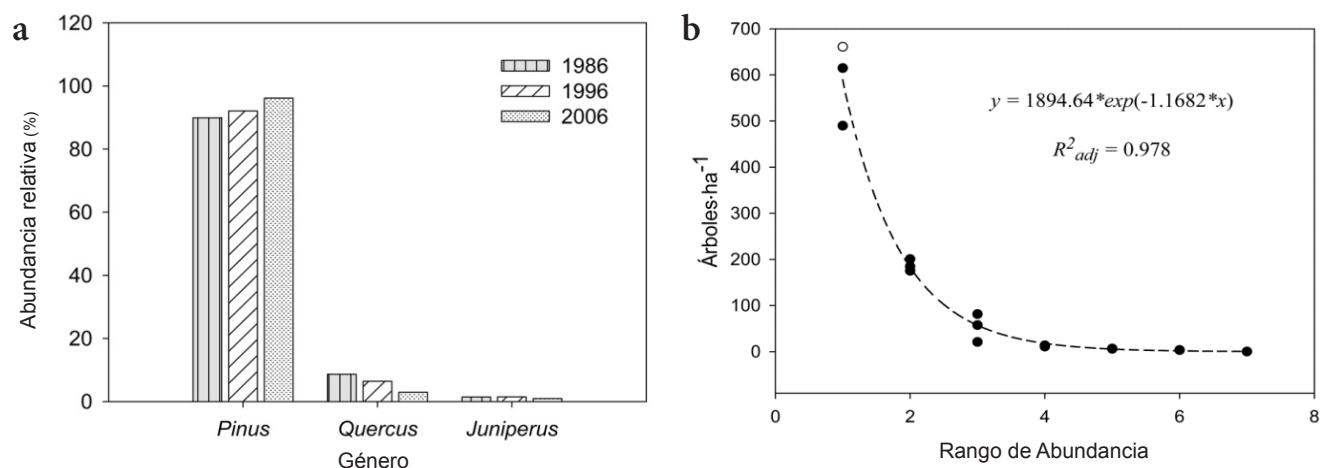 a
120
100
80
60
40
20
0
Abundancia relativa (%)
1986
1996
2006
Pinus Quercus Juniperus
Género
b
700
600
500
400
300
200
100
0
Árboles·ha⁻¹
y = 1894.64*exp(-1.1682*x)
R²adj = 0.978
0 2 4 6 8
Rango de Abundancia